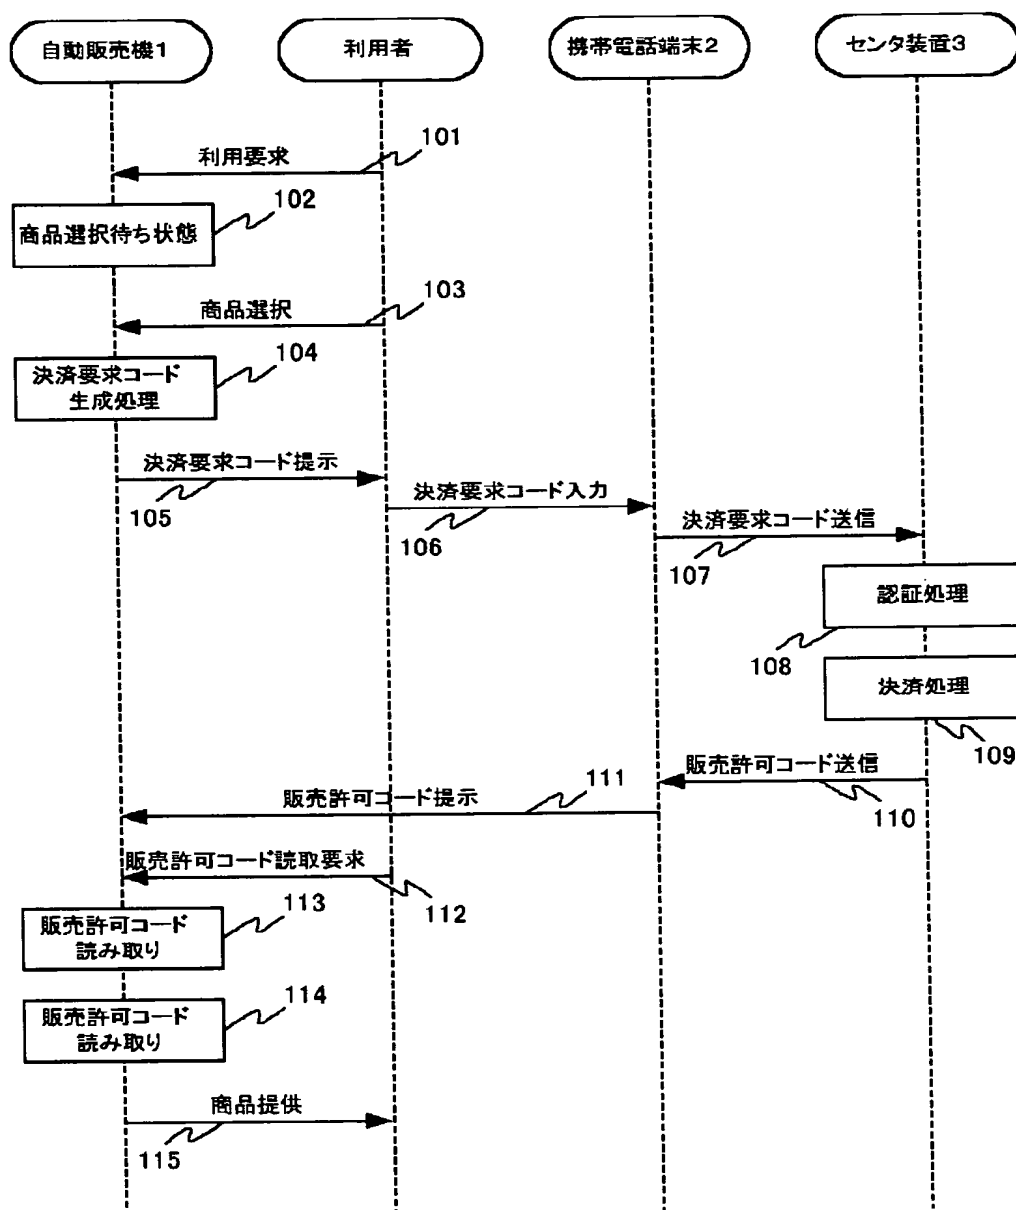 自動販売機1
利用者
携帯電話端末2
センタ装置3
利用要求
101
102
商品選択待ち状態
商品選択
103
104
決済要求コード
生成処理
決済要求コード提示
105
決済要求コード入力
106
決済要求コード送信
107
認証処理
108
決済処理
109
販売許可コード送信
110
販売許可コード提示
111
販売許可コード読取要求
112
113
販売許可コード
読み取り
114
販売許可コード
読み取り
商品提供
115